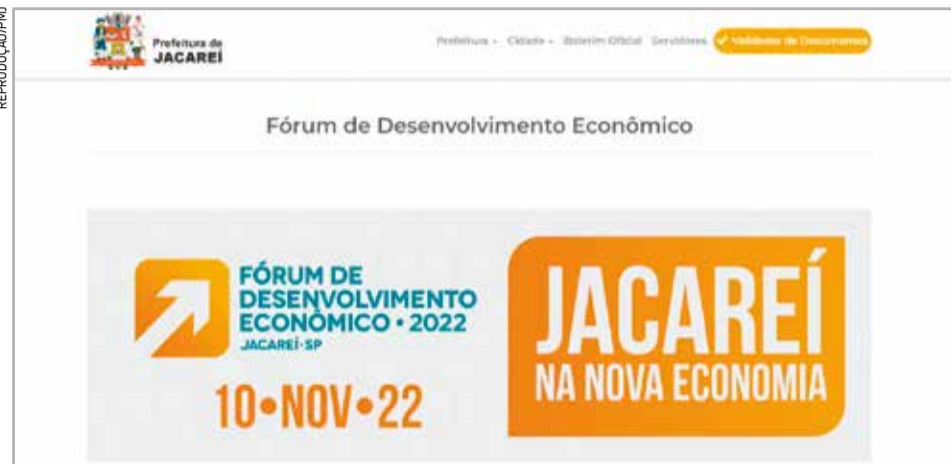 REPRODUÇÃO/PMJ
Prefeitura de
JACAREÍ
Prefeitura Cidade Boletim Oficial Servidores Validador de Documentos
Fórum de Desenvolvimento Econômico
FÓRUM DE
DESENVOLVIMENTO
ECONÔMICO • 2022
JACAREÍ-SP
10•NOV•22
JACAREÍ
NA NOVA ECONOMIA